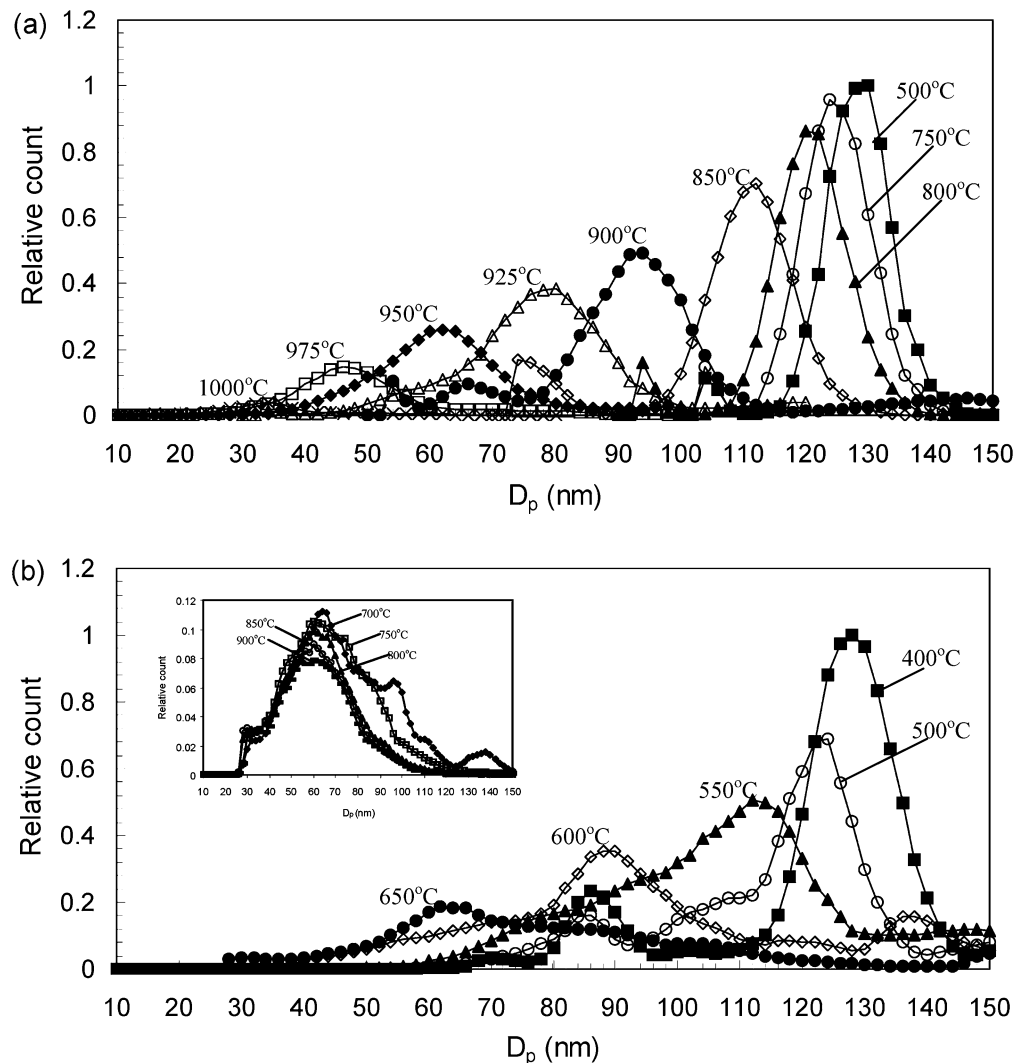 (a)
1.2
1
0.8
0.6
0.4
0.2
0
Relative count
500°C
750°C
800°C
850°C
900°C
925°C
950°C
975°C
1000°C
10 20 30 40 50 60 70 80 90 100 110 120 130 140 150
Dp (nm)
(b)
1.2
1
0.8
0.6
0.4
0.2
0
Relative count
0.12
0.1
0.08
0.06
0.04
0.02
0
Relative count
700°C
850°C
750°C
900°C
800°C
10 20 30 40 50 60 70 80 90 100 110 120 130 140 150
Dp (nm)
400°C
500°C
550°C
600°C
650°C
10 20 30 40 50 60 70 80 90 100 110 120 130 140 150
Dp (nm)